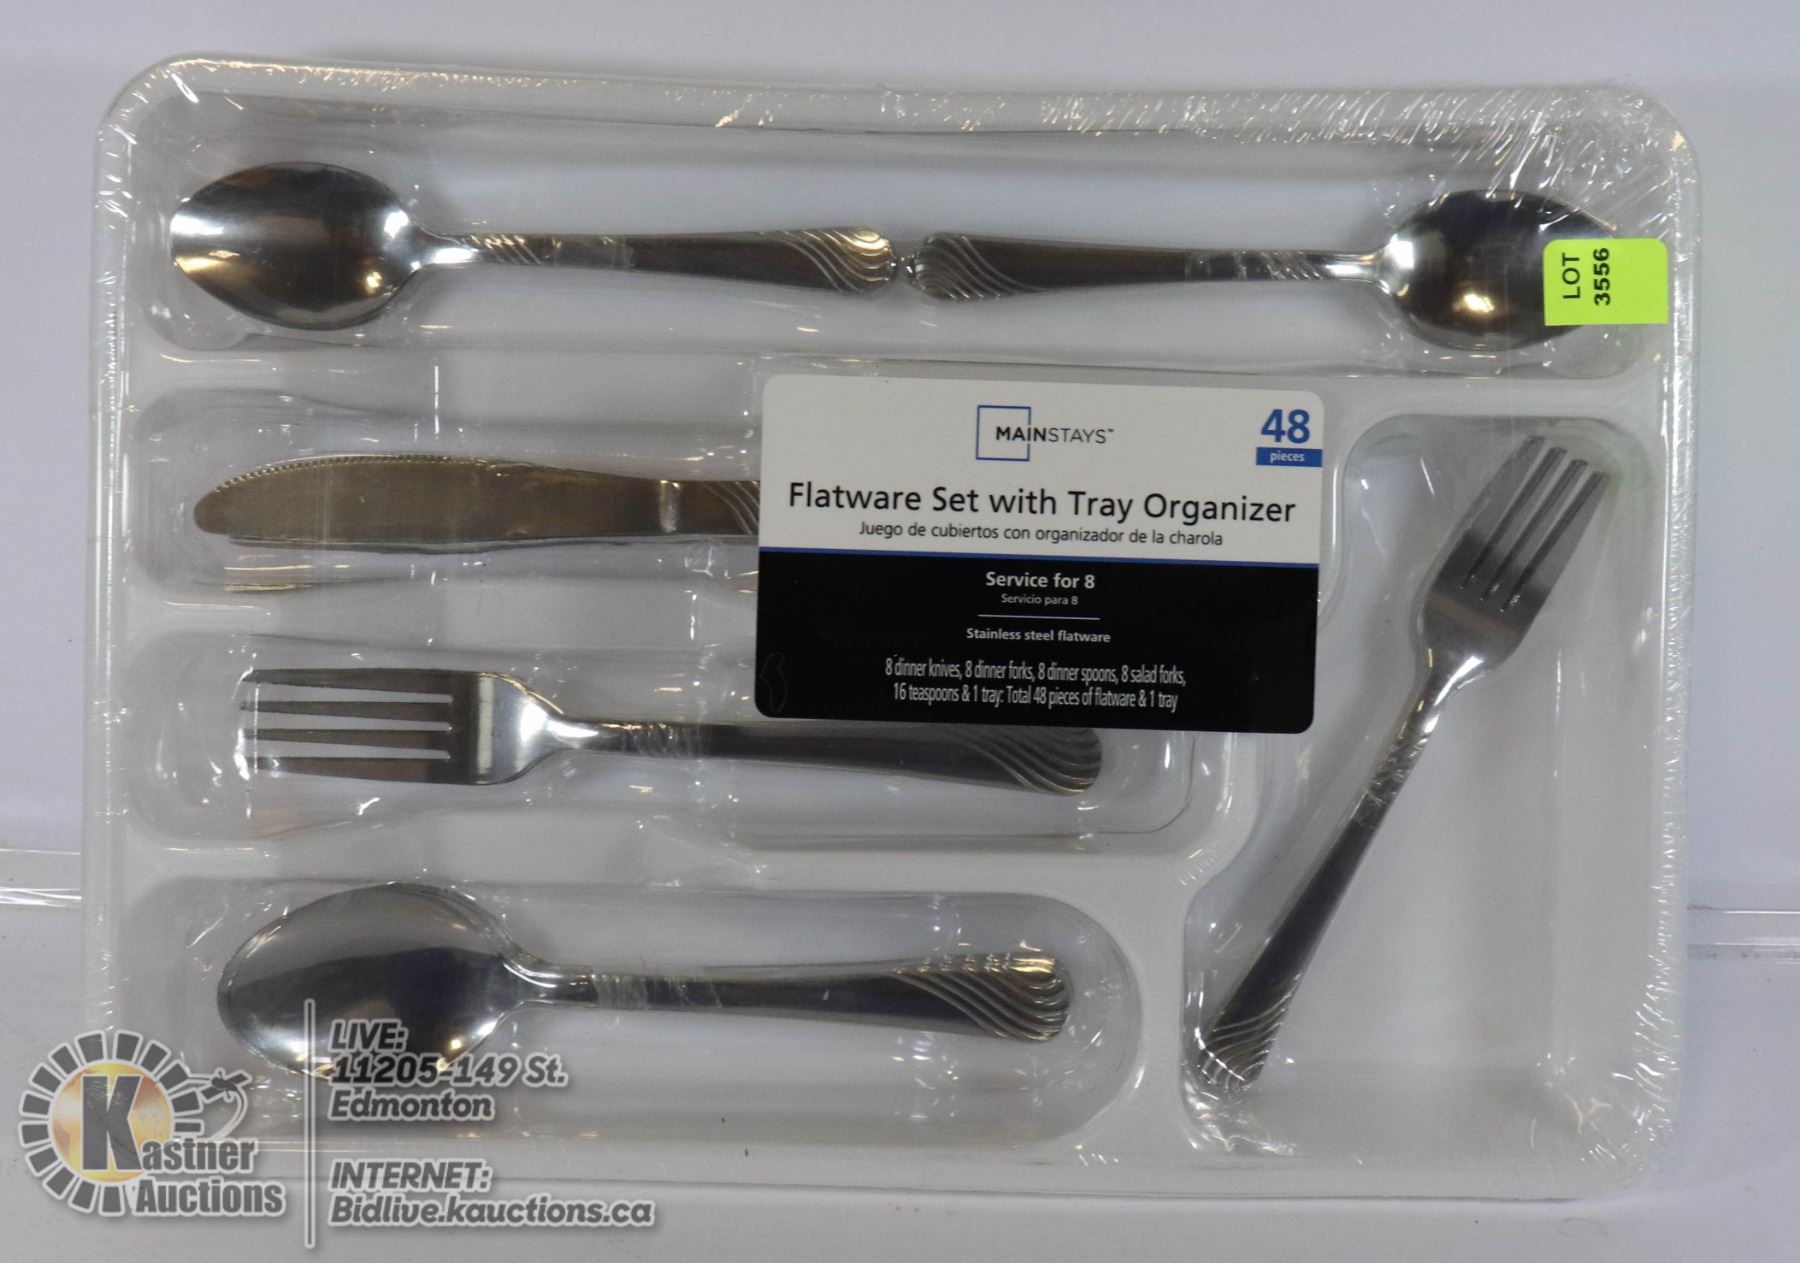 LOT
3556
MAINSTAYS™
48
pieces
Flatware Set with Tray Organizer
Juego de cubiertos con organizador de la charola
Service for 8
Servicio para 8
Stainless steel flatware
8 dinner knives, 8 dinner forks, 8 dinner spoons, 8 salad forks,
16 teaspoons & 1 tray: Total 48 pieces of flatware & 1 tray
Kastner
Auctions
LIVE:
11205-149 St.
Edmonton
INTERNET:
Bidlive.kauctions.ca